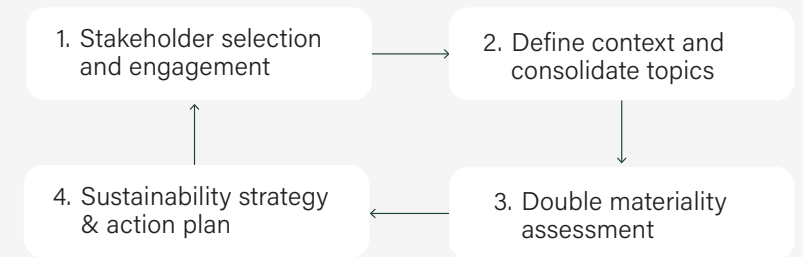 1. Stakeholder selection
and engagement
2. Define context and
consolidate topics
4. Sustainability strategy
& action plan
3. Double materiality
assessment